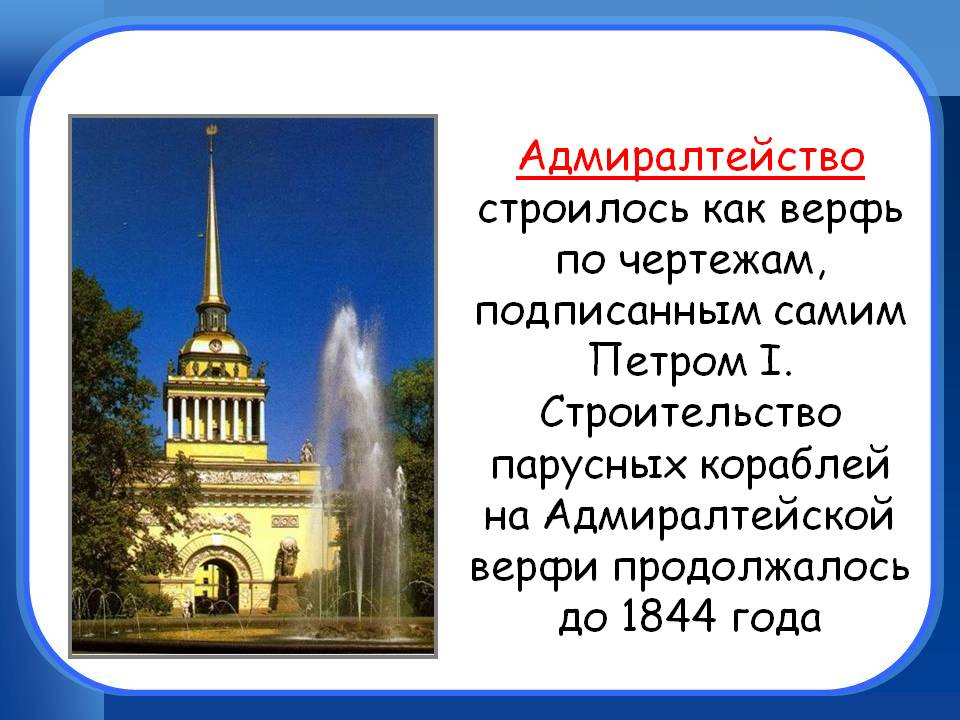 Адмиралтейство
строилось как верфь
по чертежам,
подписанным самим
Петром I.
Строительство
парусных кораблей
на Адмиралтейской
верфи продолжалось
до 1844 года